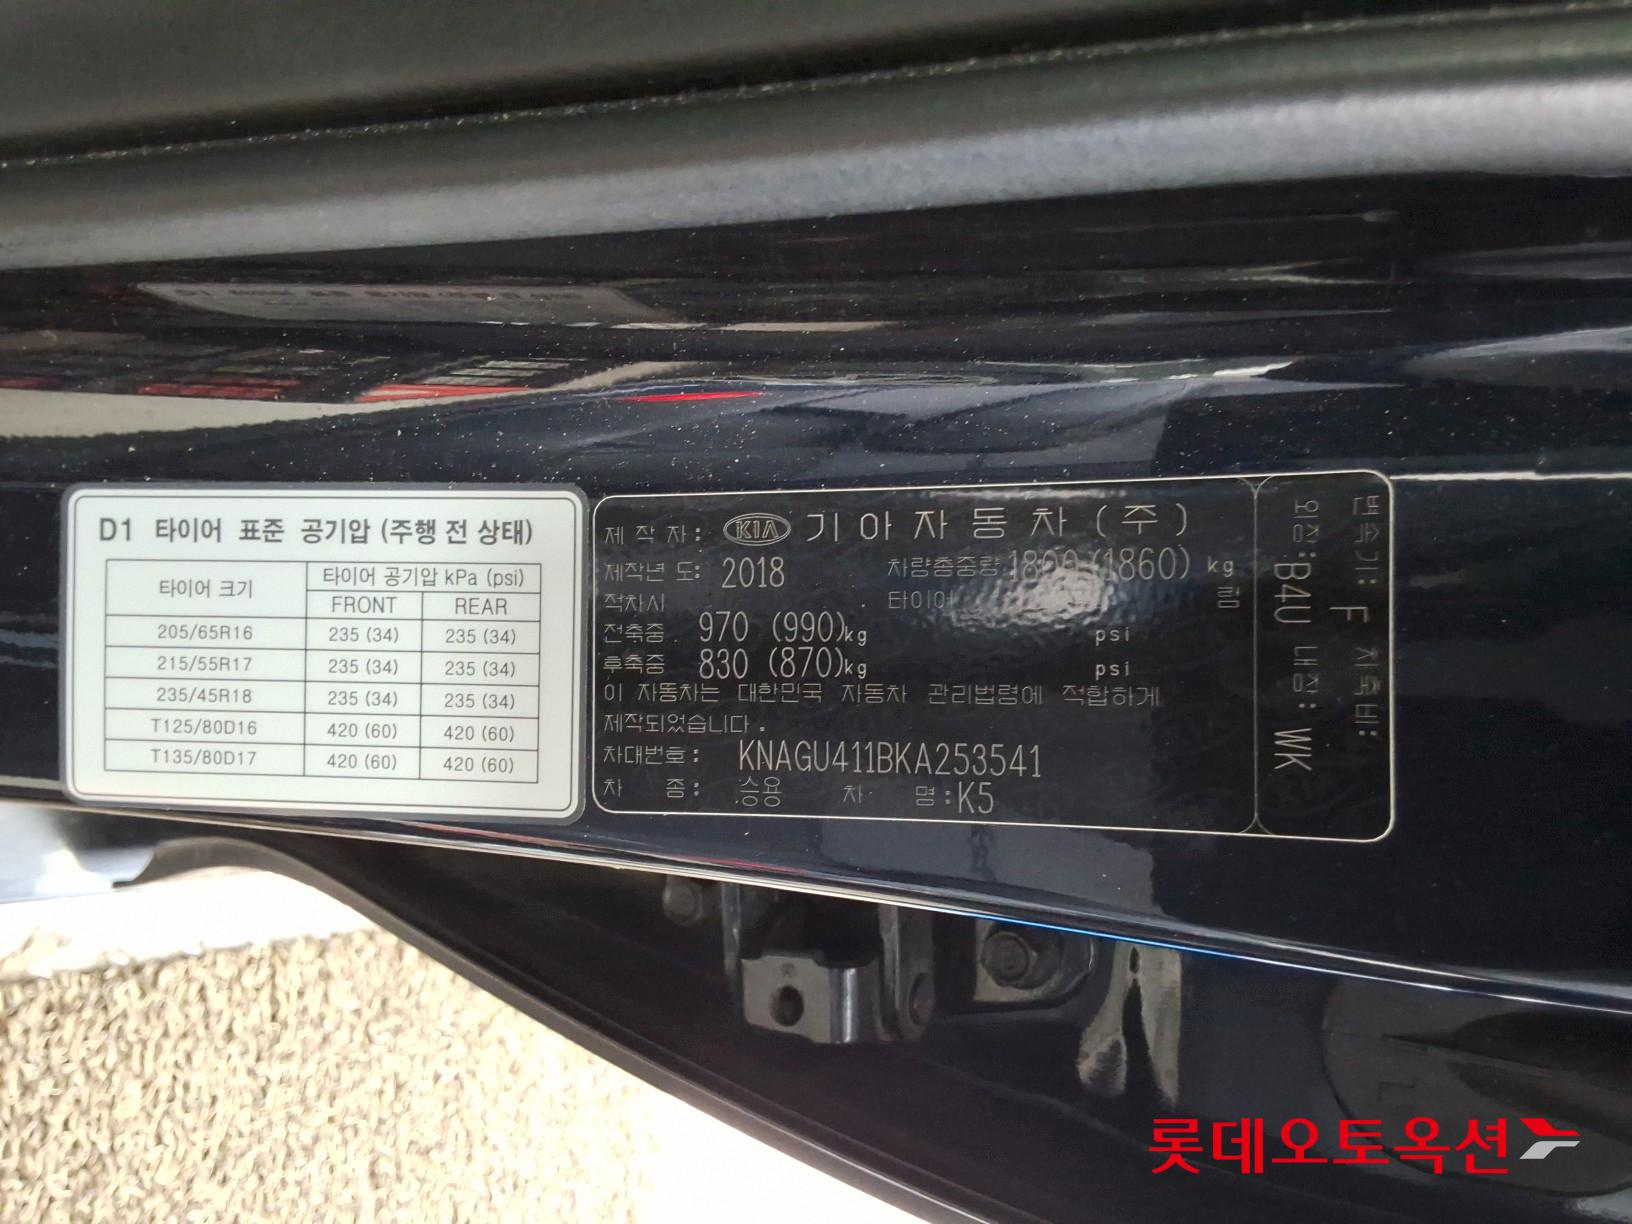 D1 타이어 표준 공기압 (주행 전 상태)
타이어 크기 타이어 공기압 kPa (psi)
FRONT REAR
205/65R16 235 (34) 235 (34)
215/55R17 235 (34) 235 (34)
235/45R18 235 (34) 235 (34)
T125/80D16 420 (60) 420 (60)
T135/80D17 420 (60) 420 (60)
제 작 자 : KIA 기 아 자 동 차 ( 주 )
제작년 도: 2018 차량총중량 1800 (1860) kg
적차시 타이어 림
전축중 970 (990)kg psi
후축중 830 (870)kg psi
이 자동차는 대한민국 자동차 관리법령에 적합하게
제작되었습니다.
차대번호: KNAGU411BKA253541
차 종: 승용 차 명:K5
변속기: F 차축비:
외장:B4U 내장: WK
롯데오토옥션